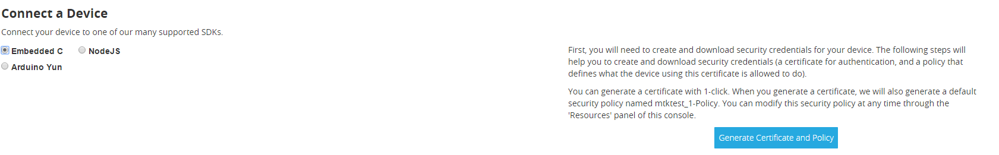 Connect a Device
Connect your device to one of our many supported SDKs.
Embedded C
NodeJS
Arduino Yun
First, you will need to create and download security credentials for your device. The following steps will
help you to create and download security credentials (a certificate for authentication, and a policy that
defines what the device using this certificate is allowed to do).
You can generate a certificate with 1-click. When you generate a certificate, we will also generate a default
security policy named mtktest_1-Policy. You can modify this security policy at any time through the
'Resources' panel of this console.
Generate Certificate and Policy